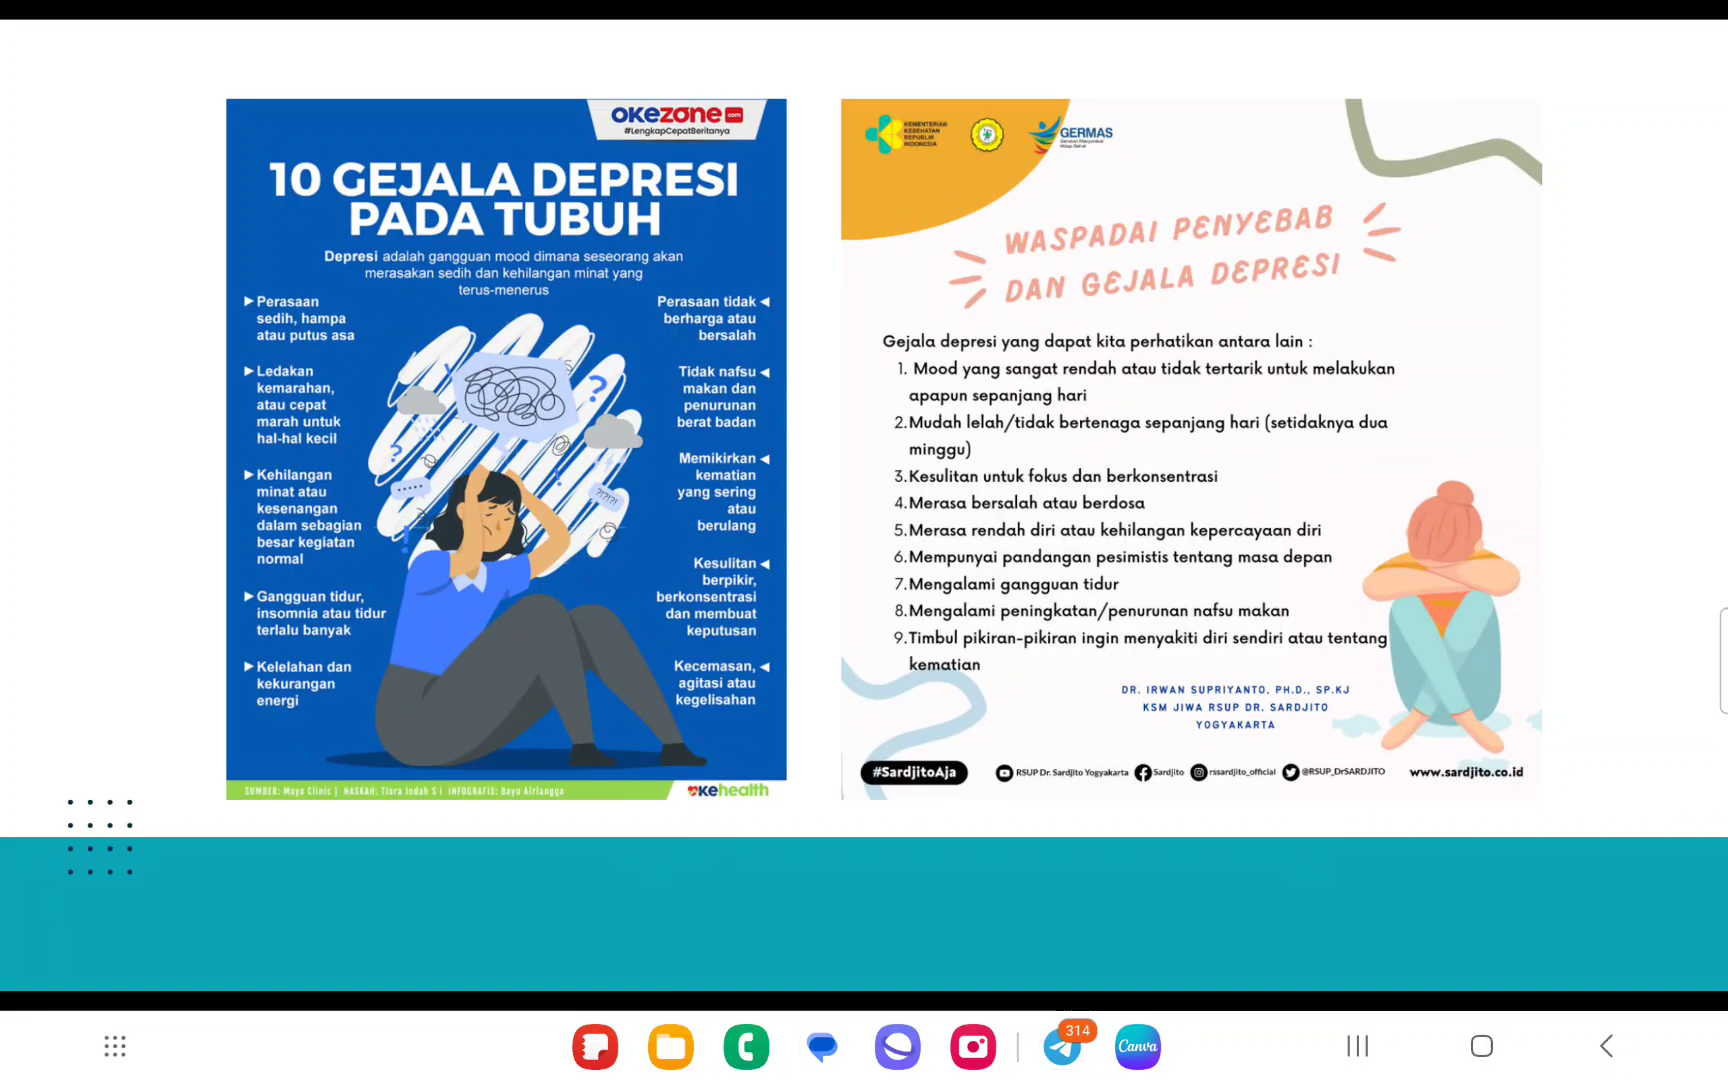 OKEZONE com
#LengkapCepatBeritanya
10 GEJALA DEPRESI
PADA TUBUH
Depresi adalah gangguan mood dimana seseorang akan
merasakan sedih dan kehilangan minat yang
terus-menerus
Perasaan
sedih, hampa
atau putus asa
Ledakan
kemarahan,
atau cepat
marah untuk
hal-hal kecil
Kehilangan
minat atau
kesenangan
dalam sebagian
besar kegiatan
normal
Gangguan tidur,
insomnia atau tidur
terlalu banyak
Kelelahan dan
kekurangan
energi
Perasaan tidak
berharga atau
bersalah
Tidak nafsu
makan dan
penurunan
berat badan
Memikirkan
kematian
yang sering
atau
berulang
Kesulitan
berpikir,
berkonsentrasi
dan membuat
keputusan
Kecemasan,
agitasi atau
kegelisahan
?
?
?!?!?!
SUMBER: Mayo Clinic | NASKAH: Tiara Indah S | INFOGRAFIS: Bayu Airlangga
okehealth
KEMENTERIAN
KESEHATAN
REPUBLIK
INDONESIA
GERMAS
Gerakan Masyarakat
Hidup Sehat
WASPADAI PENYEBAB
DAN GEJALA DEPRESI
Gejala depresi yang dapat kita perhatikan antara lain :
1. Mood yang sangat rendah atau tidak tertarik untuk melakukan
apapun sepanjang hari
2.Mudah lelah/tidak bertenaga sepanjang hari (setidaknya dua
minggu)
3.Kesulitan untuk fokus dan berkonsentrasi
4.Merasa bersalah atau berdosa
5.Merasa rendah diri atau kehilangan kepercayaan diri
6.Mempunyai pandangan pesimistis tentang masa depan
7.Mengalami gangguan tidur
8.Mengalami peningkatan/penurunan nafsu makan
9.Timbul pikiran-pikiran ingin menyakiti diri sendiri atau tentang
kematian
DR. IRWAN SUPRIYANTO, PH.D., SP.KJ
KSM JIWA RSUP DR. SARDJITO
YOGYAKARTA
#SardjitoAja RSUP Dr. Sardjito Yogyakarta Sardjito rssardjito_official @RSUP_DrSARDJITO www.sardjito.co.id
314
Canva